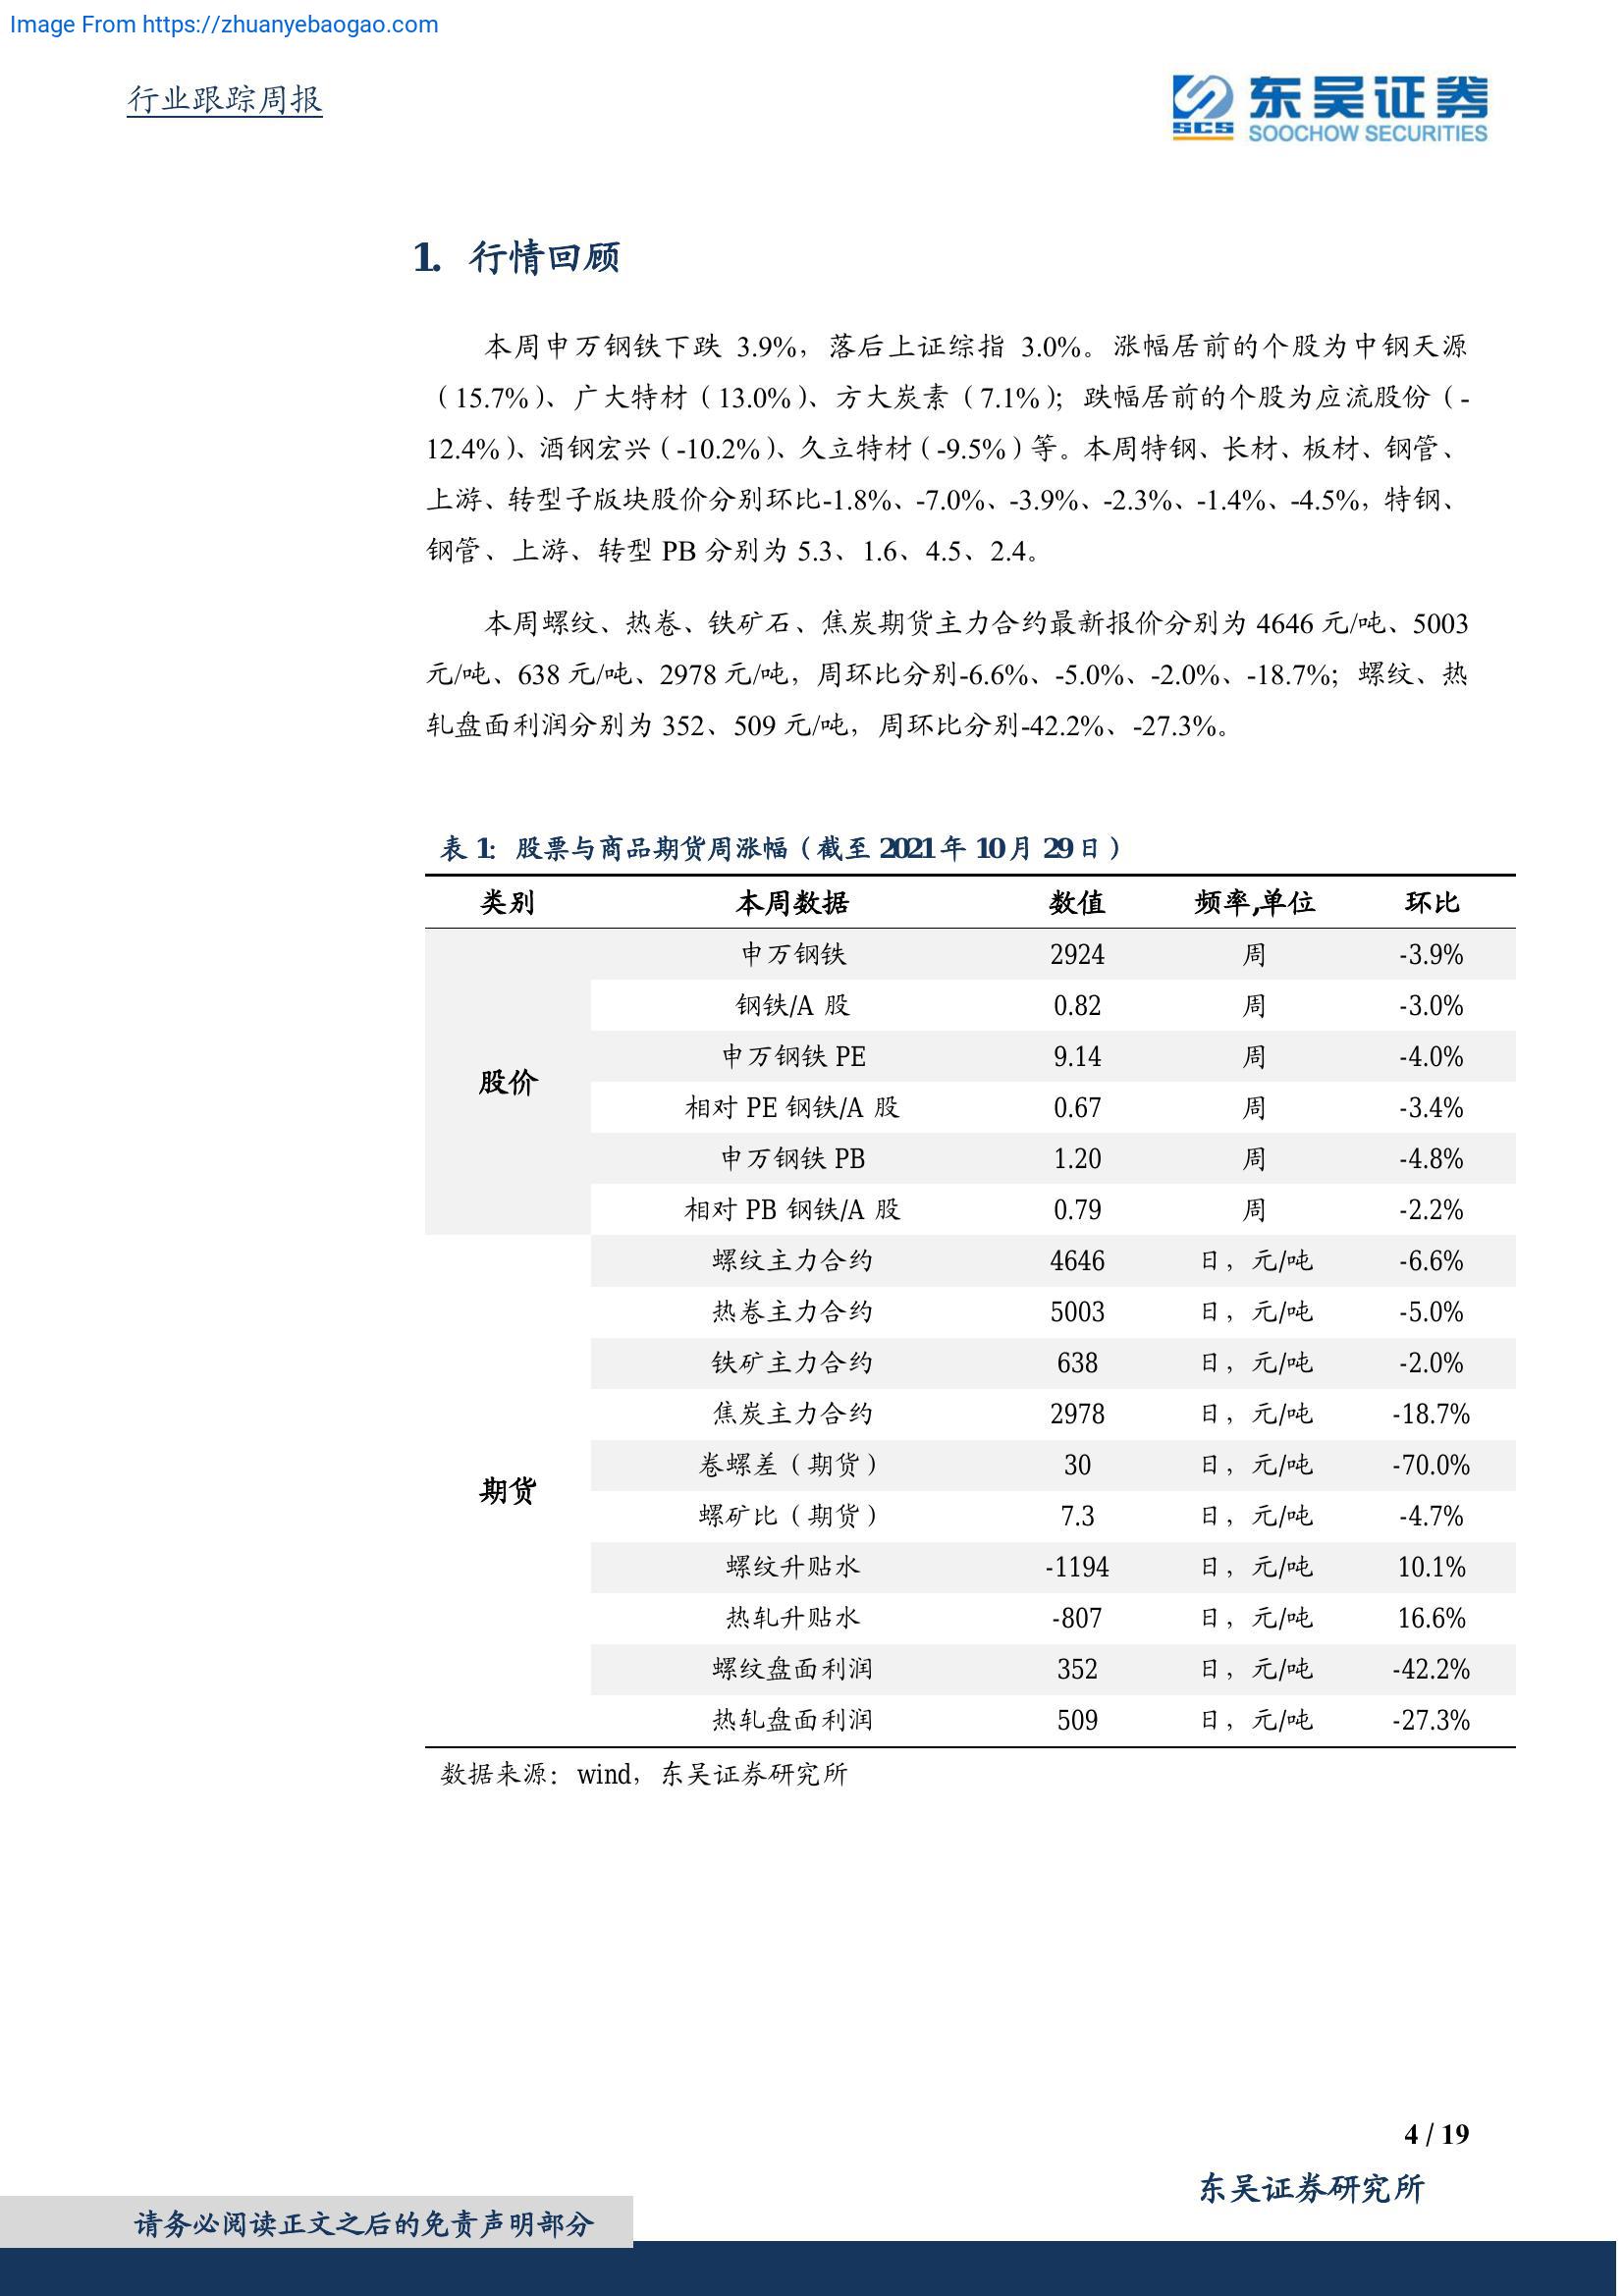 Image From https://zhuanyebaogao.com
行业跟踪周报
SCS 东吴证券
SOOCHOW SECURITIES
1. 行情回顾
本周申万钢铁下跌 3.9%，落后上证综指 3.0%。涨幅居前的个股为中钢天源
（15.7%）、广大特材（13.0%）、方大炭素（7.1%）；跌幅居前的个股为应流股份（-
12.4%）、酒钢宏兴（-10.2%）、久立特材（-9.5%）等。本周特钢、长材、板材、钢管、
上游、转型子版块股价分别环比-1.8%、-7.0%、-3.9%、-2.3%、-1.4%、-4.5%，特钢、
钢管、上游、转型 PB 分别为 5.3、1.6、4.5、2.4。
本周螺纹、热卷、铁矿石、焦炭期货主力合约最新报价分别为 4646 元/吨、5003
元/吨、638 元/吨、2978 元/吨，周环比分别-6.6%、-5.0%、-2.0%、-18.7%；螺纹、热
轧盘面利润分别为 352、509 元/吨，周环比分别-42.2%、-27.3%。
表 1：股票与商品期货周涨幅（截至 2021 年 10 月 29 日）
类别 本周数据 数值 频率,单位 环比
股价
申万钢铁 2924 周 -3.9%
钢铁/A 股 0.82 周 -3.0%
申万钢铁 PE 9.14 周 -4.0%
相对 PE 钢铁/A 股 0.67 周 -3.4%
申万钢铁 PB 1.20 周 -4.8%
相对 PB 钢铁/A 股 0.79 周 -2.2%
期货
螺纹主力合约 4646 日，元/吨 -6.6%
热卷主力合约 5003 日，元/吨 -5.0%
铁矿主力合约 638 日，元/吨 -2.0%
焦炭主力合约 2978 日，元/吨 -18.7%
卷螺差（期货） 30 日，元/吨 -70.0%
螺矿比（期货） 7.3 日，元/吨 -4.7%
螺纹升贴水 -1194 日，元/吨 10.1%
热轧升贴水 -807 日，元/吨 16.6%
螺纹盘面利润 352 日，元/吨 -42.2%
热轧盘面利润 509 日，元/吨 -27.3%
数据来源：wind，东吴证券研究所
4 / 19
东吴证券研究所
请务必阅读正文之后的免责声明部分